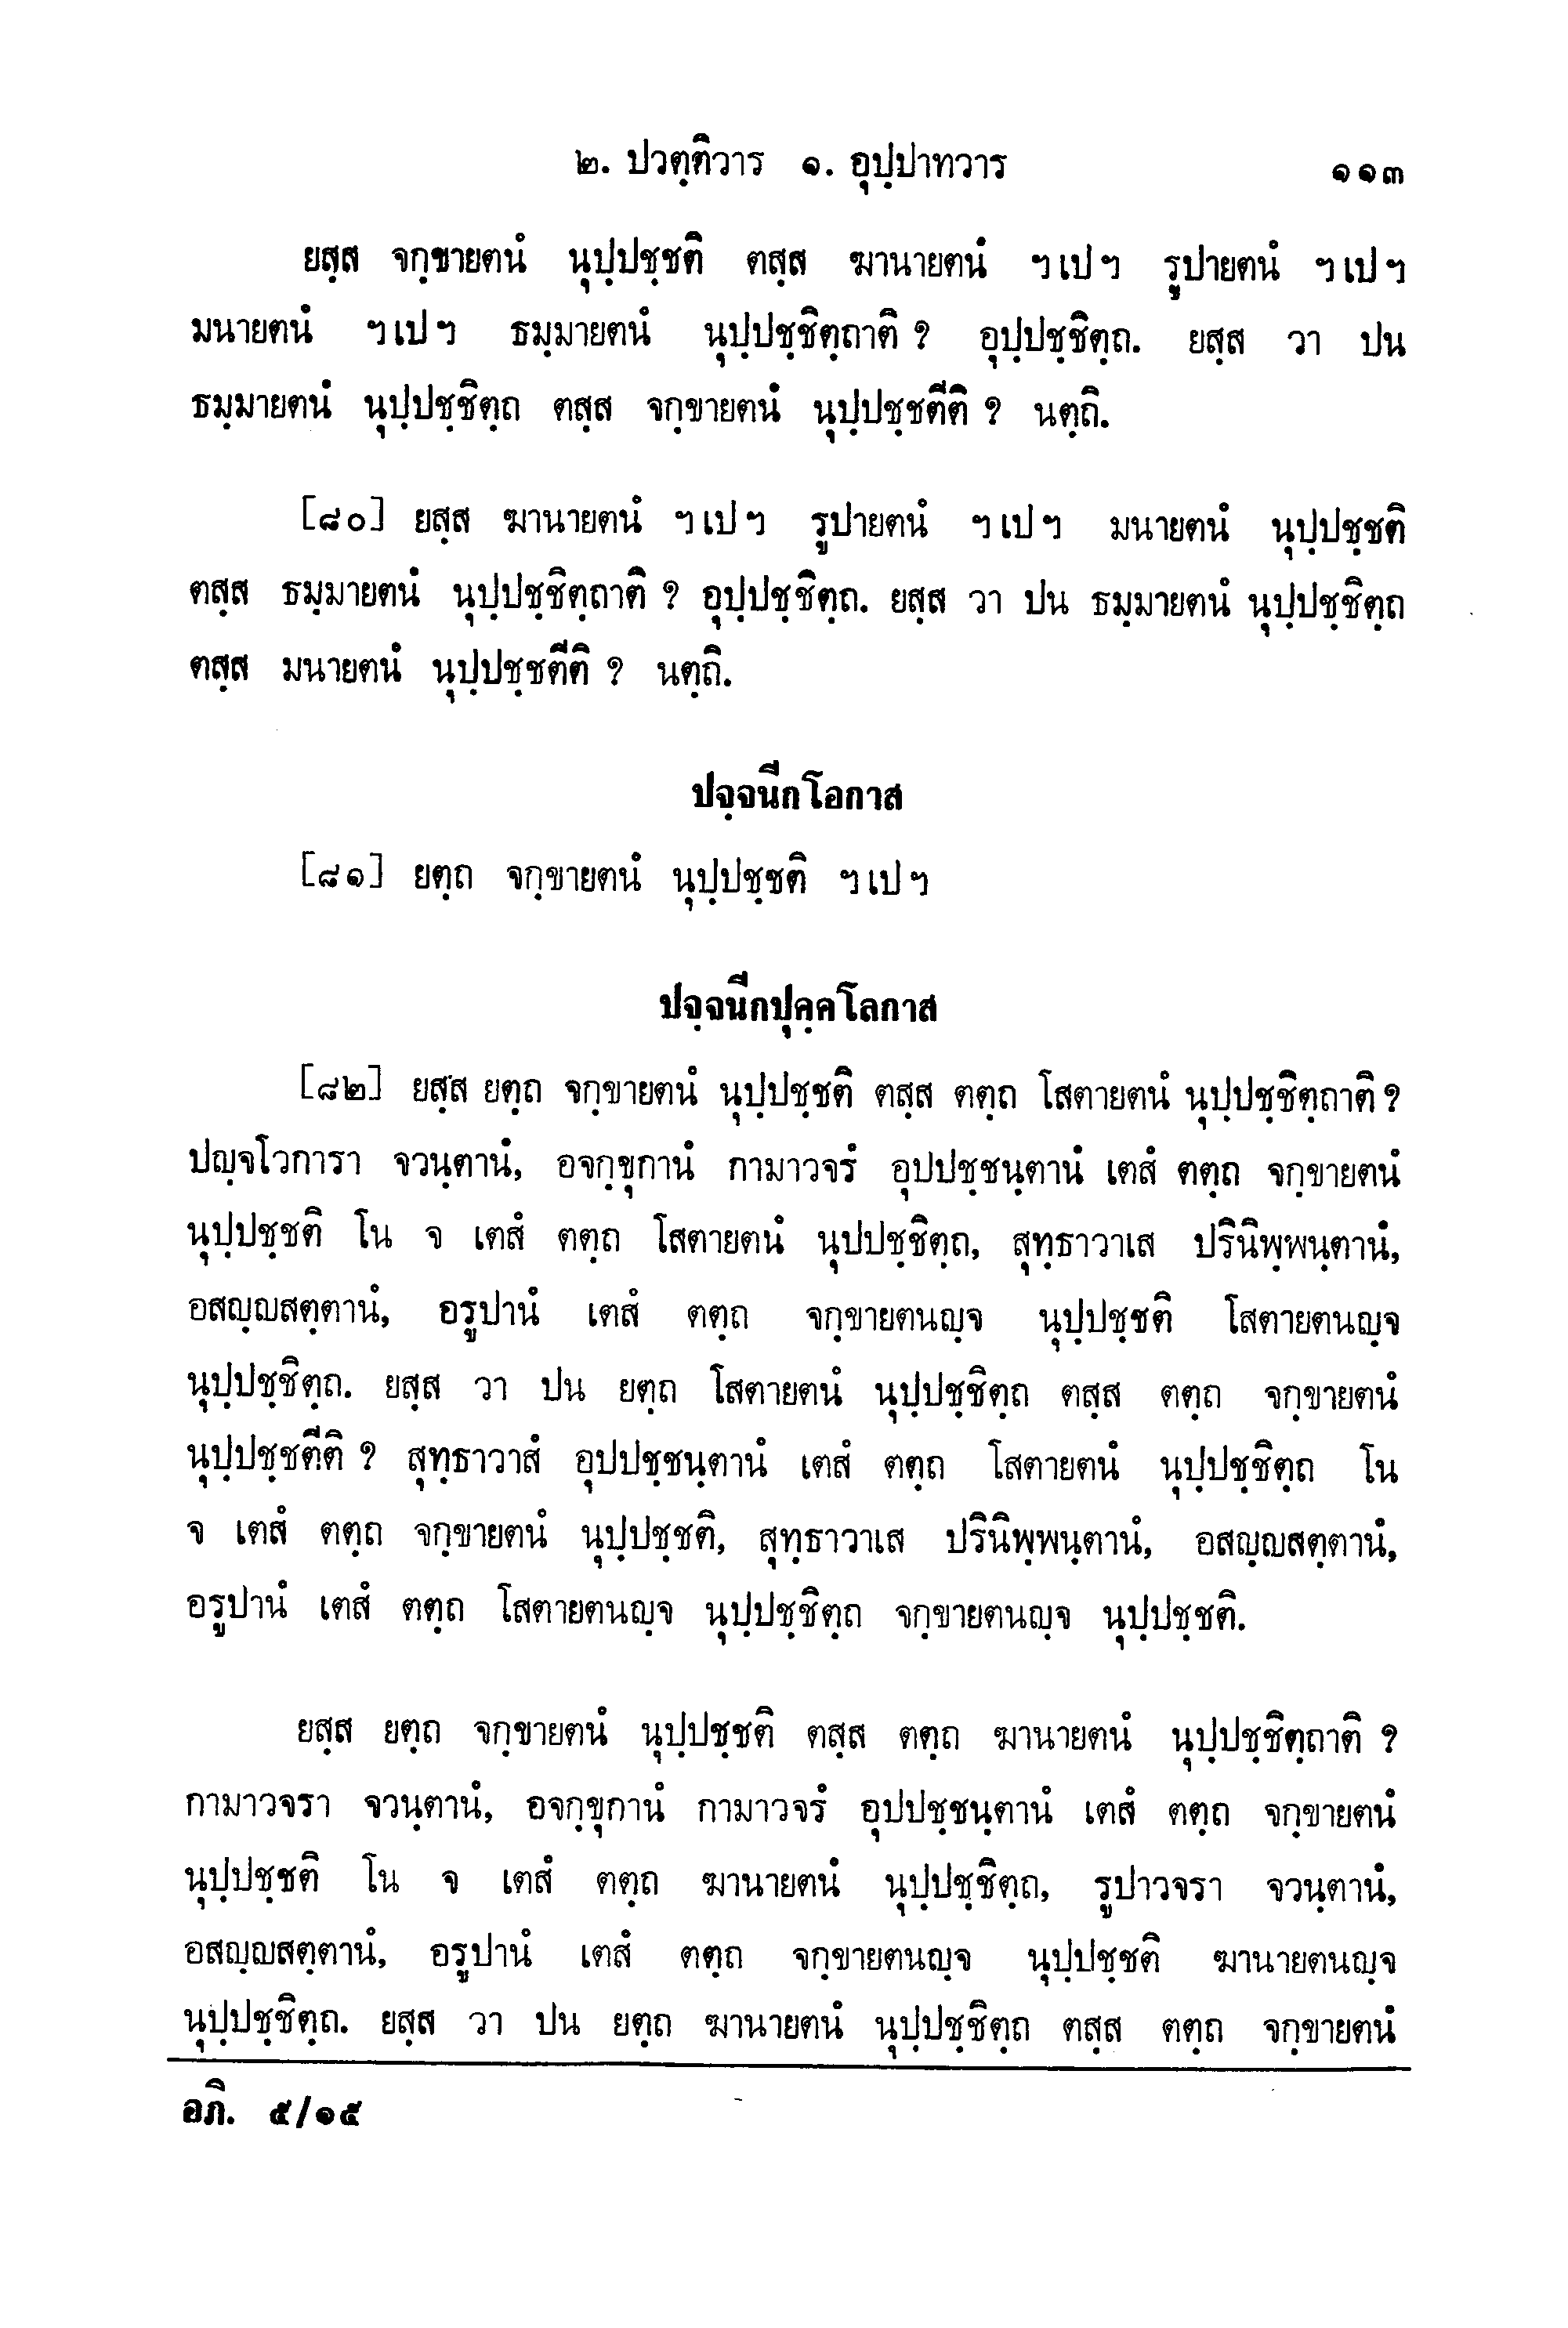 ๒. ปวตฺติวาร ๑. อุปฺปาทวาร ๑๑๓
ยสฺส จกฺขายตนํ นุปฺปชฺชติ ตสฺส ฆานายตนํ ฯเปฯ รูปายตนํ ฯเปฯ
มนายตนํ ฯเปฯ ธมฺมายตนํ นุปฺปชฺชิตฺถาติ ? อุปฺปชฺชิตฺถ. ยสฺส วา ปน
ธมฺมายตนํ นุปฺปชฺชิตฺถ ตสฺส จกฺขายตนํ นุปฺปชฺชตีติ ? นตฺถิ.
[๘๐] ยสฺส ฆานายตนํ ฯเปฯ รูปายตนํ ฯเปฯ มนายตนํ นุปฺปชฺชติ
ตสฺส ธมฺมายตนํ นุปฺปชฺชิตฺถาติ ? อุปฺปชฺชิตฺถ. ยสฺส วา ปน ธมฺมายตนํ นุปฺปชฺชิตฺถ
ตสฺส มนายตนํ นุปฺปชฺชตีติ ? นตฺถิ.
ปจฺจนีกโอกาส
[๘๑] ยตฺถ จกฺขายตนํ นุปฺปชฺชติ ฯเปฯ
ปจฺจนีกปุคฺคโลกาส
[๘๒] ยสฺส ยตฺถ จกฺขายตนํ นุปฺปชฺชติ ตสฺส ตตฺถ โสตายตนํ นุปฺปชฺชิตฺถาติ ?
ปญฺจโวการา จวนฺตานํ, อจกฺขุกานํ กามาวจรํ อุปปชฺชนฺตานํ เตสํ ตตฺถ จกฺขายตนํ
นุปฺปชฺชติ โน จ เตสํ ตตฺถ โสตายตนํ นุปปชฺชิตฺถ, สุทฺธาวาเส ปรินิพฺพนฺตานํ,
อสญฺญสตฺตานํ, อรูปานํ เตสํ ตตฺถ จกฺขายตนญฺจ นุปฺปชฺชติ โสตายตนญฺจ
นุปฺปชฺชิตฺถ. ยสฺส วา ปน ยตฺถ โสตายตนํ นุปฺปชฺชิตฺถ ตสฺส ตตฺถ จกฺขายตนํ
นุปฺปชฺชตีติ ? สุทฺธาวาสํ อุปปชฺชนฺตานํ เตสํ ตตฺถ โสตายตนํ นุปฺปชฺชิตฺถ โน
จ เตสํ ตตฺถ จกฺขายตนํ นุปฺปชฺชติ, สุทฺธาวาเส ปรินิพฺพนฺตานํ, อสญฺญสตฺตานํ,
อรูปานํ เตสํ ตตฺถ โสตายตนญฺจ นุปฺปชฺชิตฺถ จกฺขายตนญฺจ นุปฺปชฺชติ.
ยสฺส ยตฺถ จกฺขายตนํ นุปฺปชฺชติ ตสฺส ตตฺถ ฆานายตนํ นุปฺปชฺชิตฺถาติ ?
กามาวจรา จวนฺตานํ, อจกฺขุกานํ กามาวจรํ อุปปชฺชนฺตานํ เตสํ ตตฺถ จกฺขายตนํ
นุปฺปชฺชติ โน จ เตสํ ตตฺถ ฆานายตนํ นุปฺปชฺชิตฺถ, รูปาวจรา จวนฺตานํ,
อสญฺญสตฺตานํ, อรูปานํ เตสํ ตตฺถ จกฺขายตนญฺจ นุปฺปชฺชติ ฆานายตนญฺจ
นุปฺปชฺชิตฺถ. ยสฺส วา ปน ยตฺถ ฆานายตนํ นุปฺปชฺชิตฺถ ตสฺส ตตฺถ จกฺขายตนํ
อภิ. ๕/๑๕